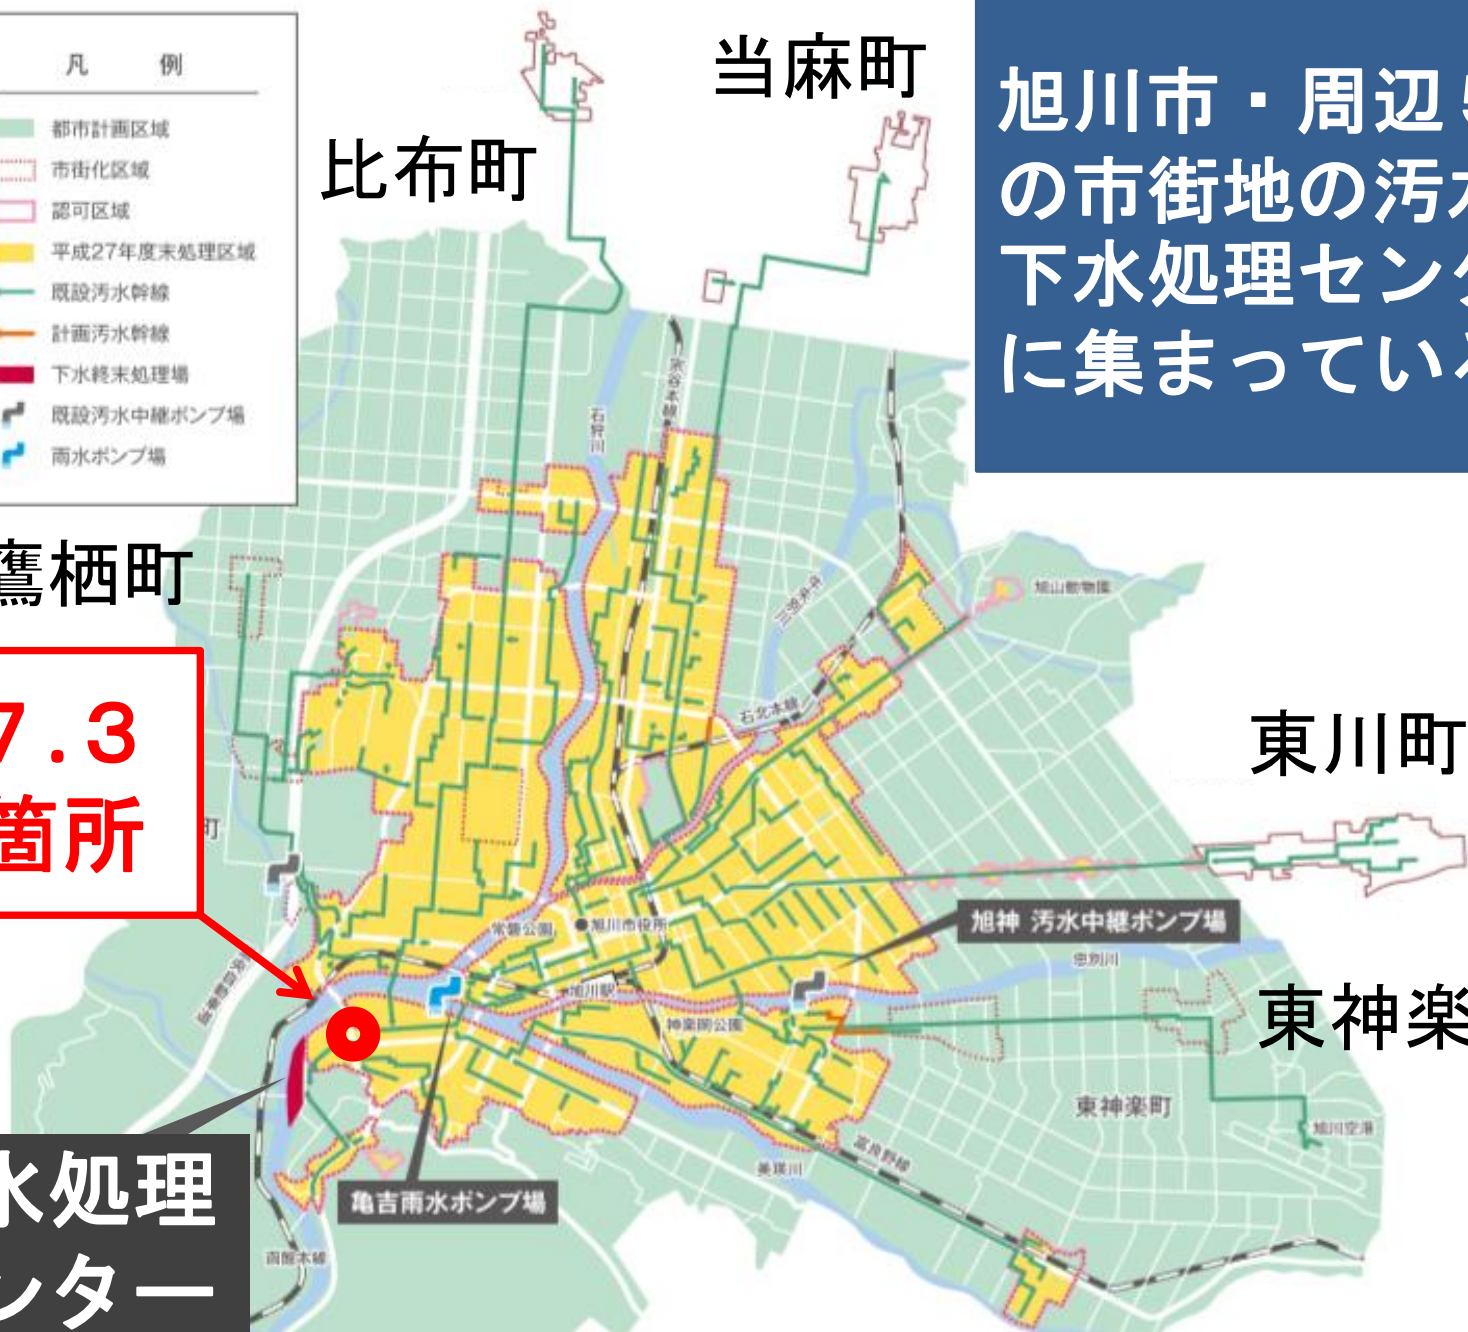 凡 例
都市計画区域
市街化区域
認可区域
平成27年度末処理区域
既設汚水幹線
計画汚水幹線
下水終末処理場
既設汚水中継ポンプ場
雨水ポンプ場
比布町
当麻町
旭川市・周辺
の市街地の汚水
下水処理センタ
に集まっている
鷹栖町
7.3
箇所
町
石狩川
宗谷本線
石北本線
旭山動物園
東川町
常磐公園
旭川市役所
旭川駅
旭神 汚水中継ポンプ場
忠別川
神楽岡公園
東神楽
東神楽町
旭川空港
富良野線
美瑛川
亀吉雨水ポンプ場
水処理
ンター
函館本線